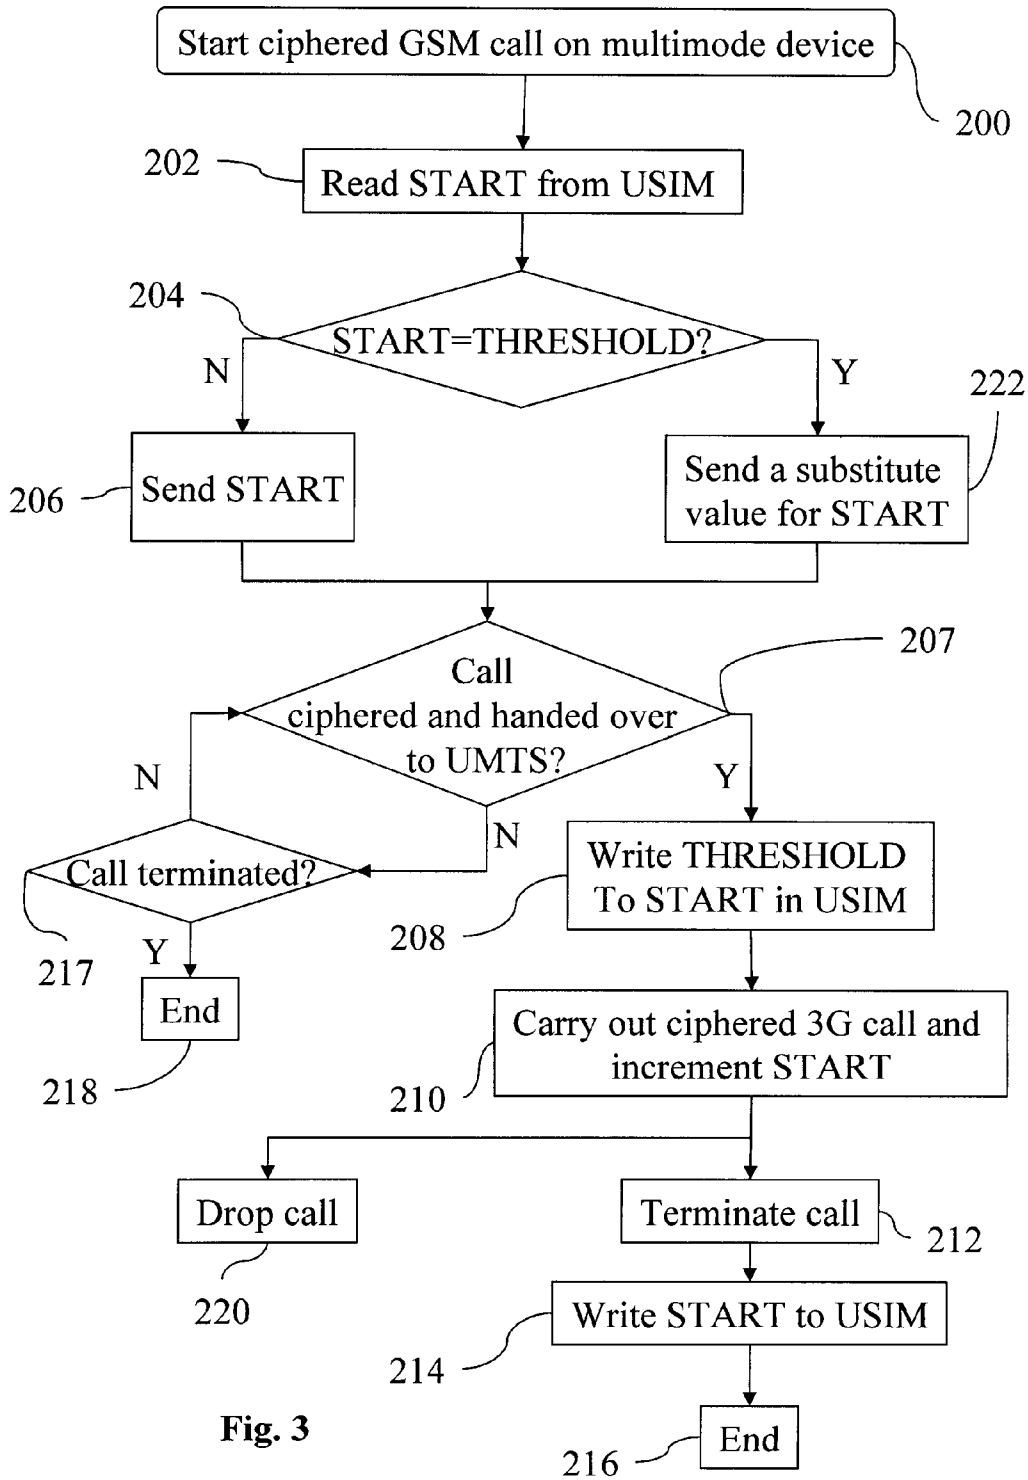 Start ciphered GSM call on multimode device
200
202
Read START from USIM
204
START=THRESHOLD?
N
Y
222
206
Send START
Send a substitute
value for START
207
Call
ciphered and handed over
to UMTS?
N
Y
N
Call terminated?
Write THRESHOLD
To START in USIM
208
217
Y
End
218
Carry out ciphered 3G call and
increment START
210
Drop call
Terminate call
212
220
Write START to USIM
214
Fig. 3
End
216